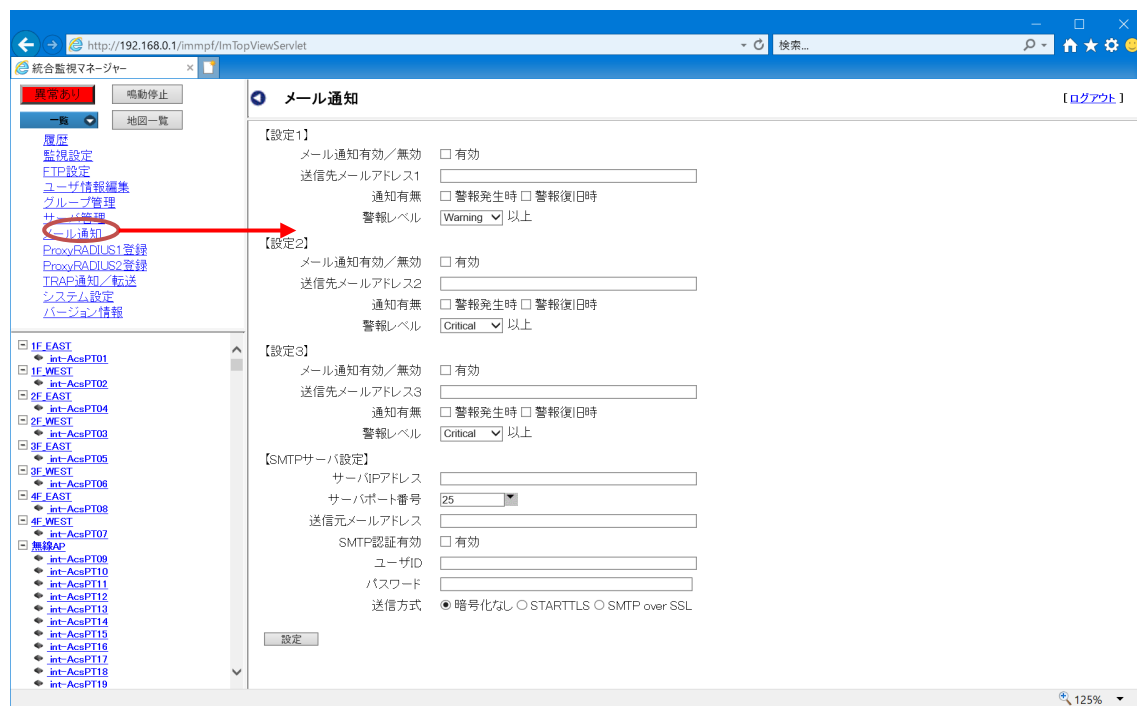 http://192.168.0.1/immpf/ImTopViewServlet
検索...
統合監視マネージャー ×
異常あり 鳴動停止
一覧 地図一覧
履歴
監視設定
FTP設定
ユーザ情報編集
グループ管理
サーバ管理
メール通知
ProxyRADIUS1登録
ProxyRADIUS2登録
TRAP通知／転送
システム設定
バージョン情報
1F_EAST
int-AcsPT01
1F_WEST
int-AcsPT02
2F_EAST
int-AcsPT04
2F_WEST
int-AcsPT03
3F_EAST
int-AcsPT05
3F_WEST
int-AcsPT06
4F_EAST
int-AcsPT08
4F_WEST
int-AcsPT07
無線AP
int-AcsPT09
int-AcsPT10
int-AcsPT11
int-AcsPT12
int-AcsPT13
int-AcsPT14
int-AcsPT15
int-AcsPT16
int-AcsPT17
int-AcsPT18
int-AcsPT19
メール通知 [ログアウト]
【設定1】
メール通知有効／無効 有効
送信先メールアドレス1
通知有無 警報発生時 警報復旧時
警報レベル Warning 以上
【設定2】
メール通知有効／無効 有効
送信先メールアドレス2
通知有無 警報発生時 警報復旧時
警報レベル Critical 以上
【設定3】
メール通知有効／無効 有効
送信先メールアドレス3
通知有無 警報発生時 警報復旧時
警報レベル Critical 以上
【SMTPサーバ設定】
サーバIPアドレス
サーバポート番号 25
送信元メールアドレス
SMTP認証有効 有効
ユーザID
パスワード
送信方式 暗号化なし STARTTLS SMTP over SSL
設定
125%